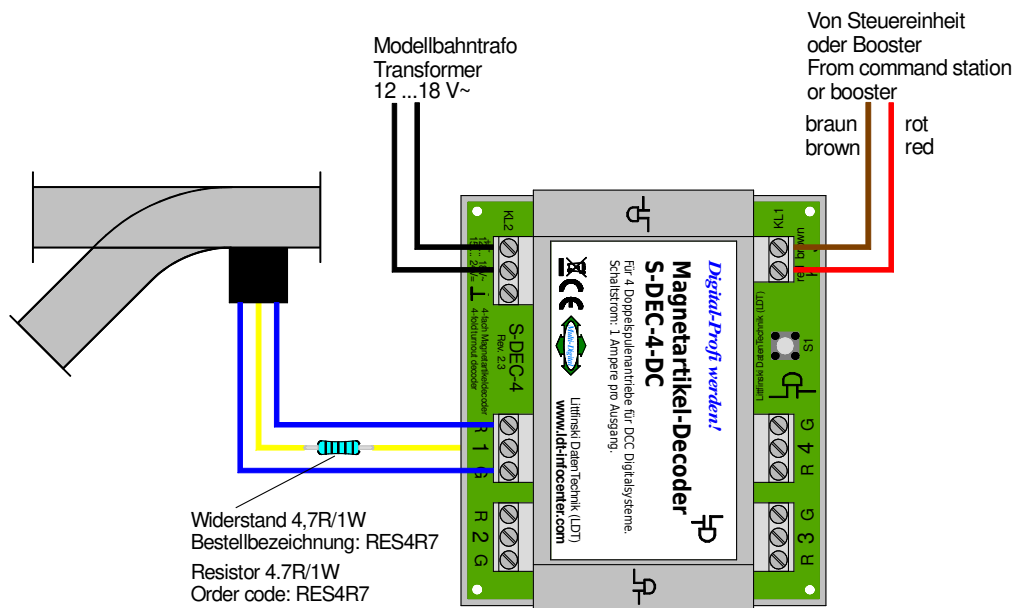 Modellbahntrafo
Transformer
12 ...18 V~
Von Steuereinheit
oder Booster
From command station
or booster
braun
brown
rot
red
KL2
KL1
red brown
S1
Littfinski DatenTechnik (LDT)
S-DEC-4
Rev. 2.3
4-fach Magnetartikeldecoder
4-fold turnout decoder
Digital-Profi werden!
Magnetartikel-Decoder
S-DEC-4-DC
Für 4 Doppelspulenantriebe für DCC Digitalsysteme.
Schaltstrom: 1 Ampere pro Ausgang.
CE
Multi-Digital
Littfinski DatenTechnik (LDT)
www.ldt-infocenter.com
R 1 G
R 2 G
R 4 G
R 3 G
Widerstand 4,7R/1W
Bestellbezeichnung: RES4R7
Resistor 4.7R/1W
Order code: RES4R7